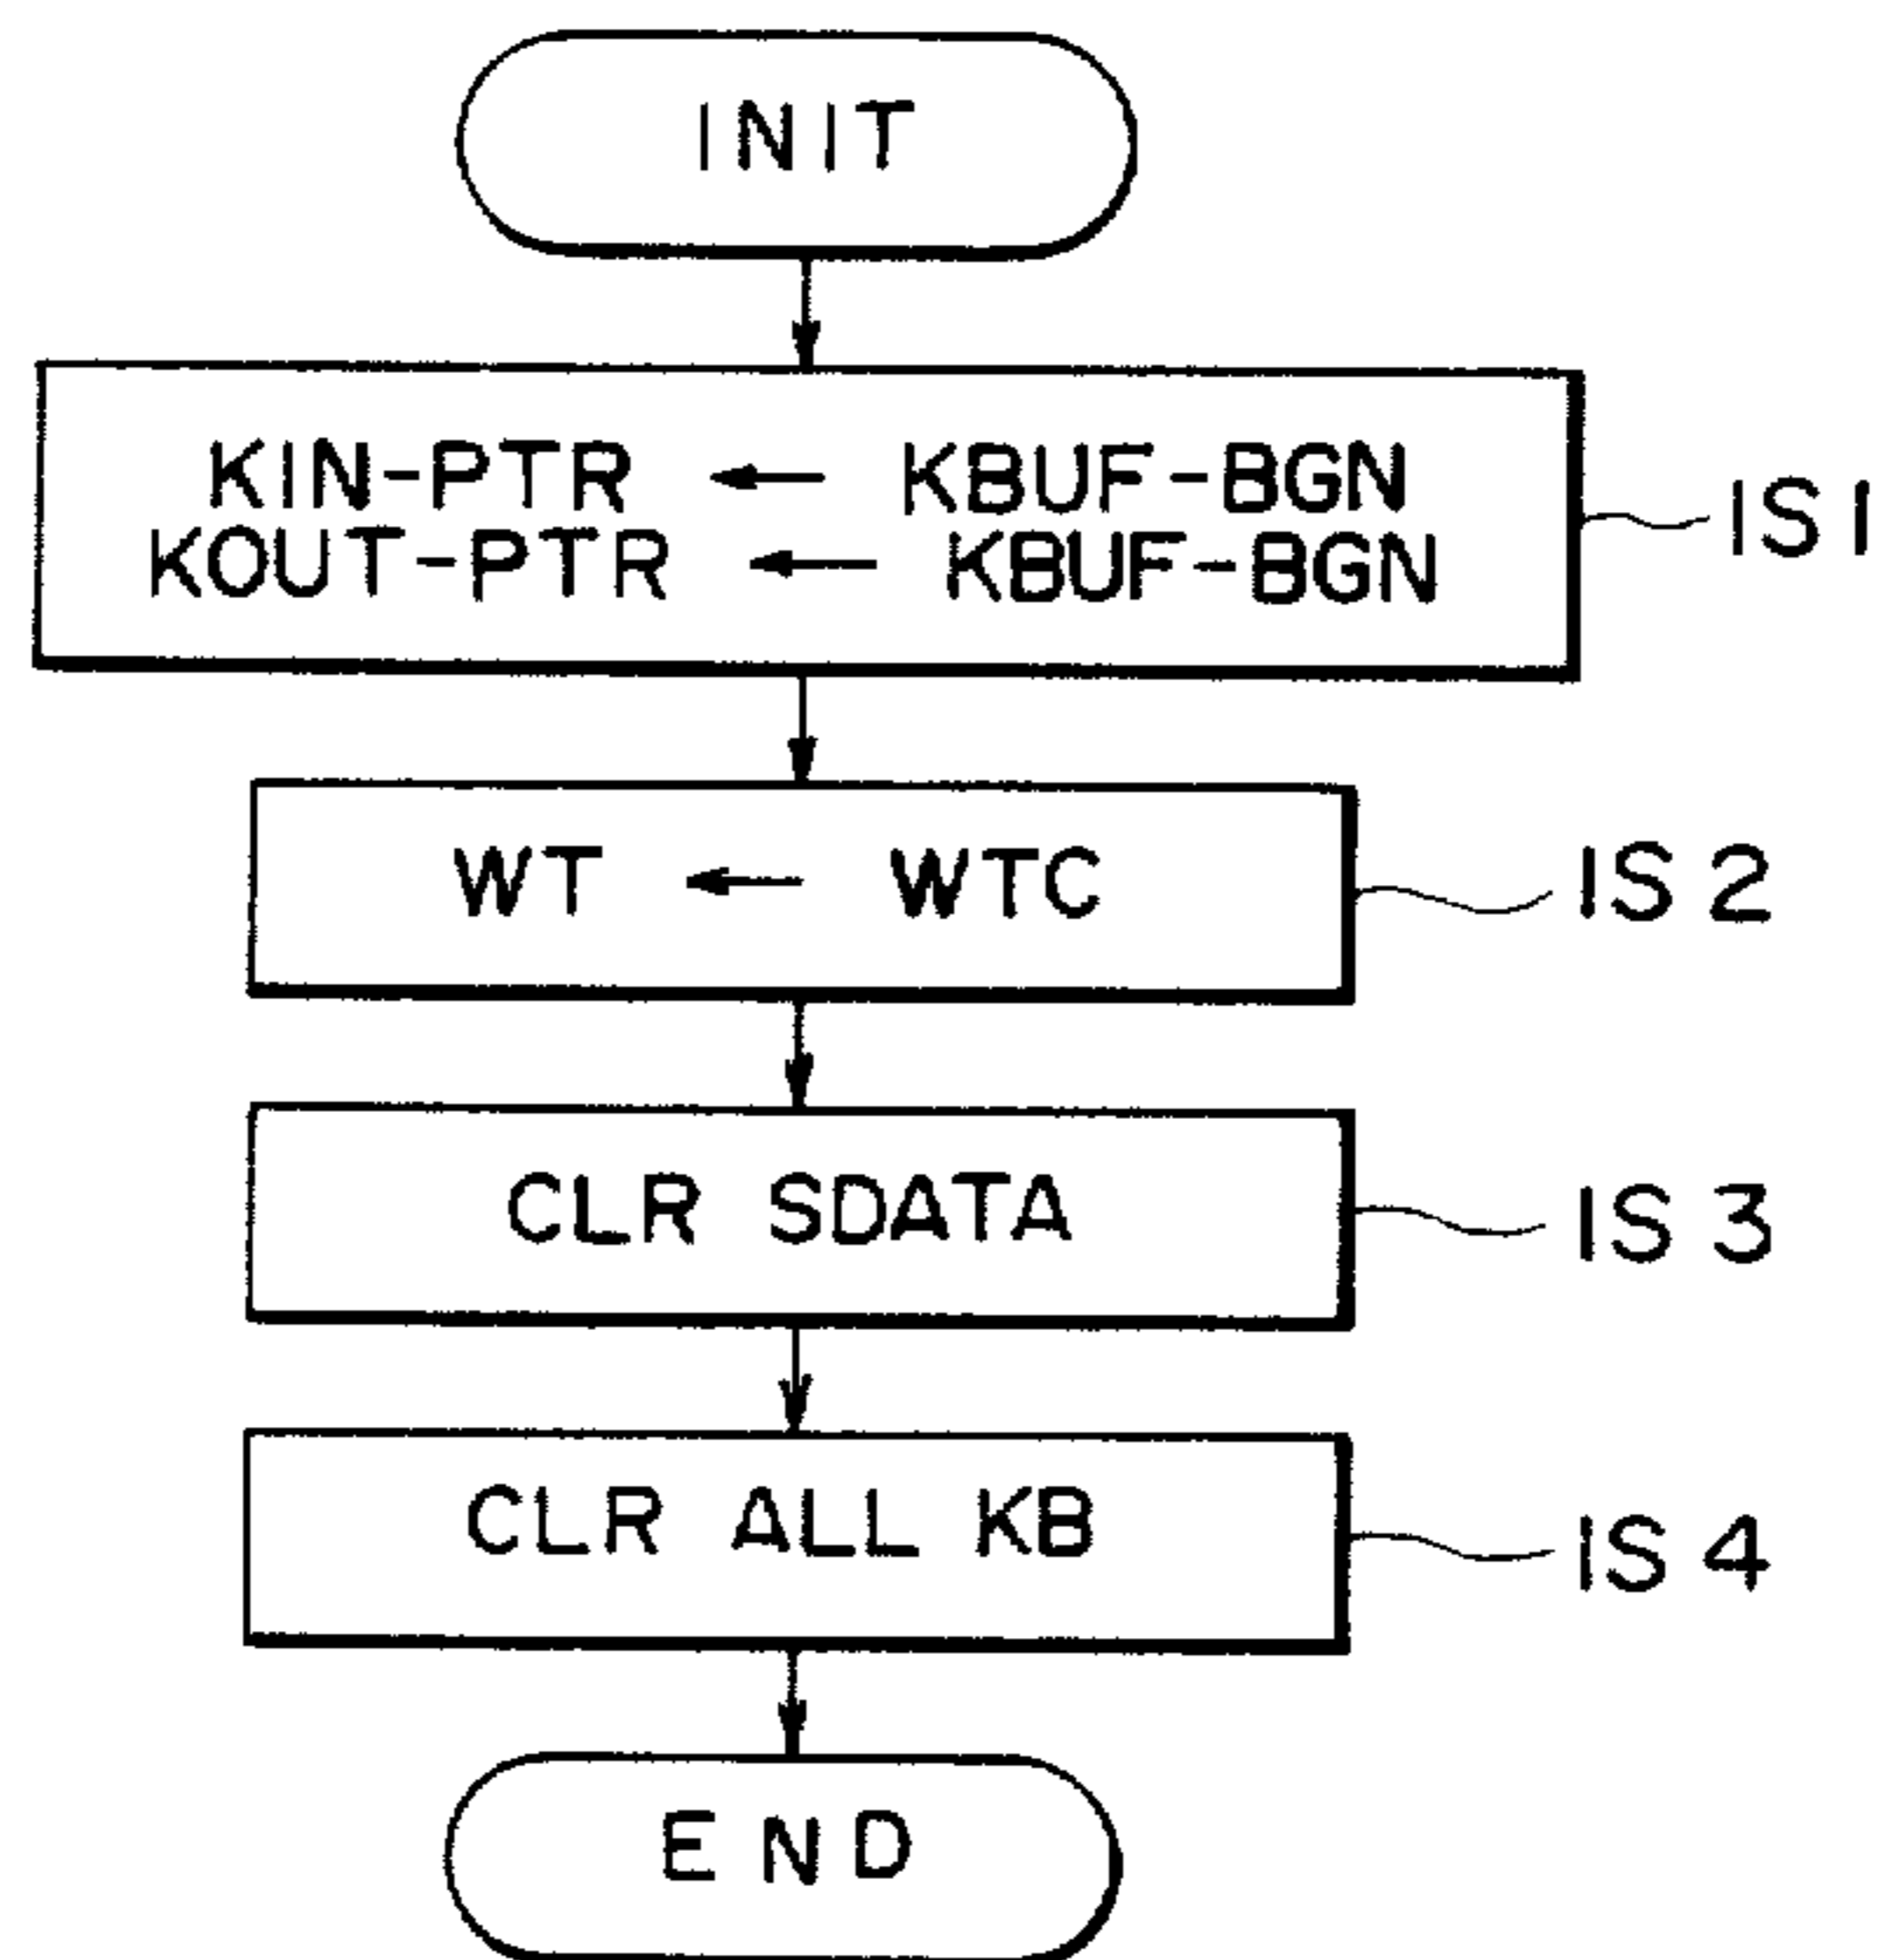 INIT
KIN-PTR ← KBUF-BGN
KOUT-PTR ← KBUF-BGN
IS1
WT ← WTC
IS2
CLR SDATA
IS3
CLR ALL KB
IS4
END